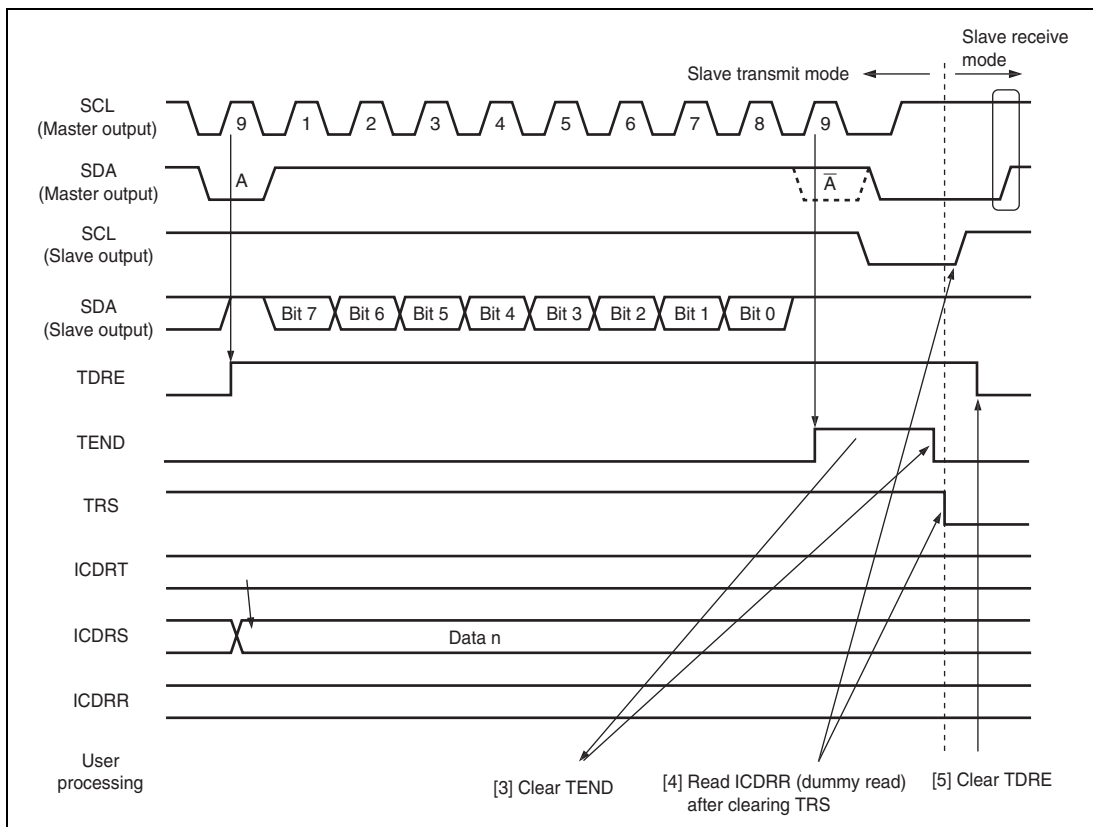 Slave receive
mode
Slave transmit mode
SCL
(Master output)
9 1 2 3 4 5 6 7 8 9
SDA
(Master output)
A A̅
SCL
(Slave output)
SDA
(Slave output)
Bit 7 Bit 6 Bit 5 Bit 4 Bit 3 Bit 2 Bit 1 Bit 0
TDRE
TEND
TRS
ICDRT
ICDRS
Data n
ICDRR
User
processing
[3] Clear TEND
[4] Read ICDRR (dummy read)
after clearing TRS
[5] Clear TDRE